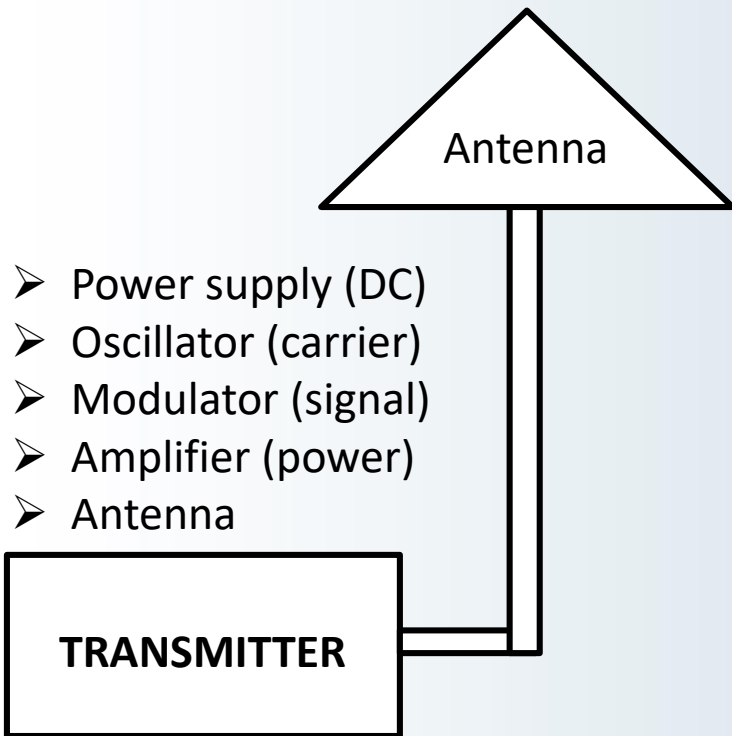 Antenna
➢ Power supply (DC)
➢ Oscillator (carrier)
➢ Modulator (signal)
➢ Amplifier (power)
➢ Antenna
TRANSMITTER